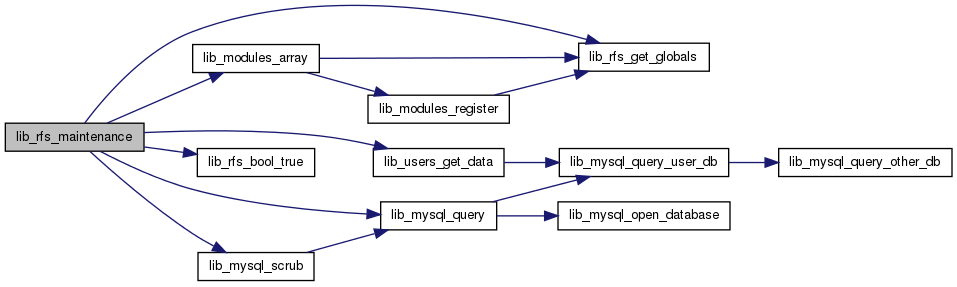 lib_rfs_maintenance
lib_modules_array
lib_rfs_get_globals
lib_modules_register
lib_rfs_bool_true
lib_users_get_data
lib_mysql_query_user_db
lib_mysql_query_other_db
lib_mysql_query
lib_mysql_open_database
lib_mysql_scrub